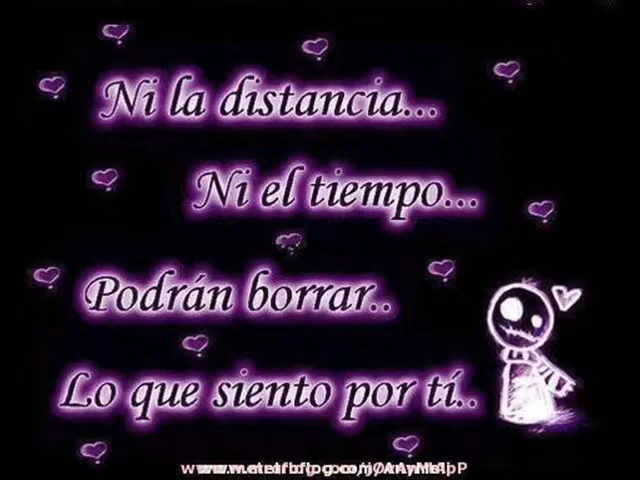 Ni la distancia...
Ni el tiempo...
Podrán borrar..
Lo que siento por tí..